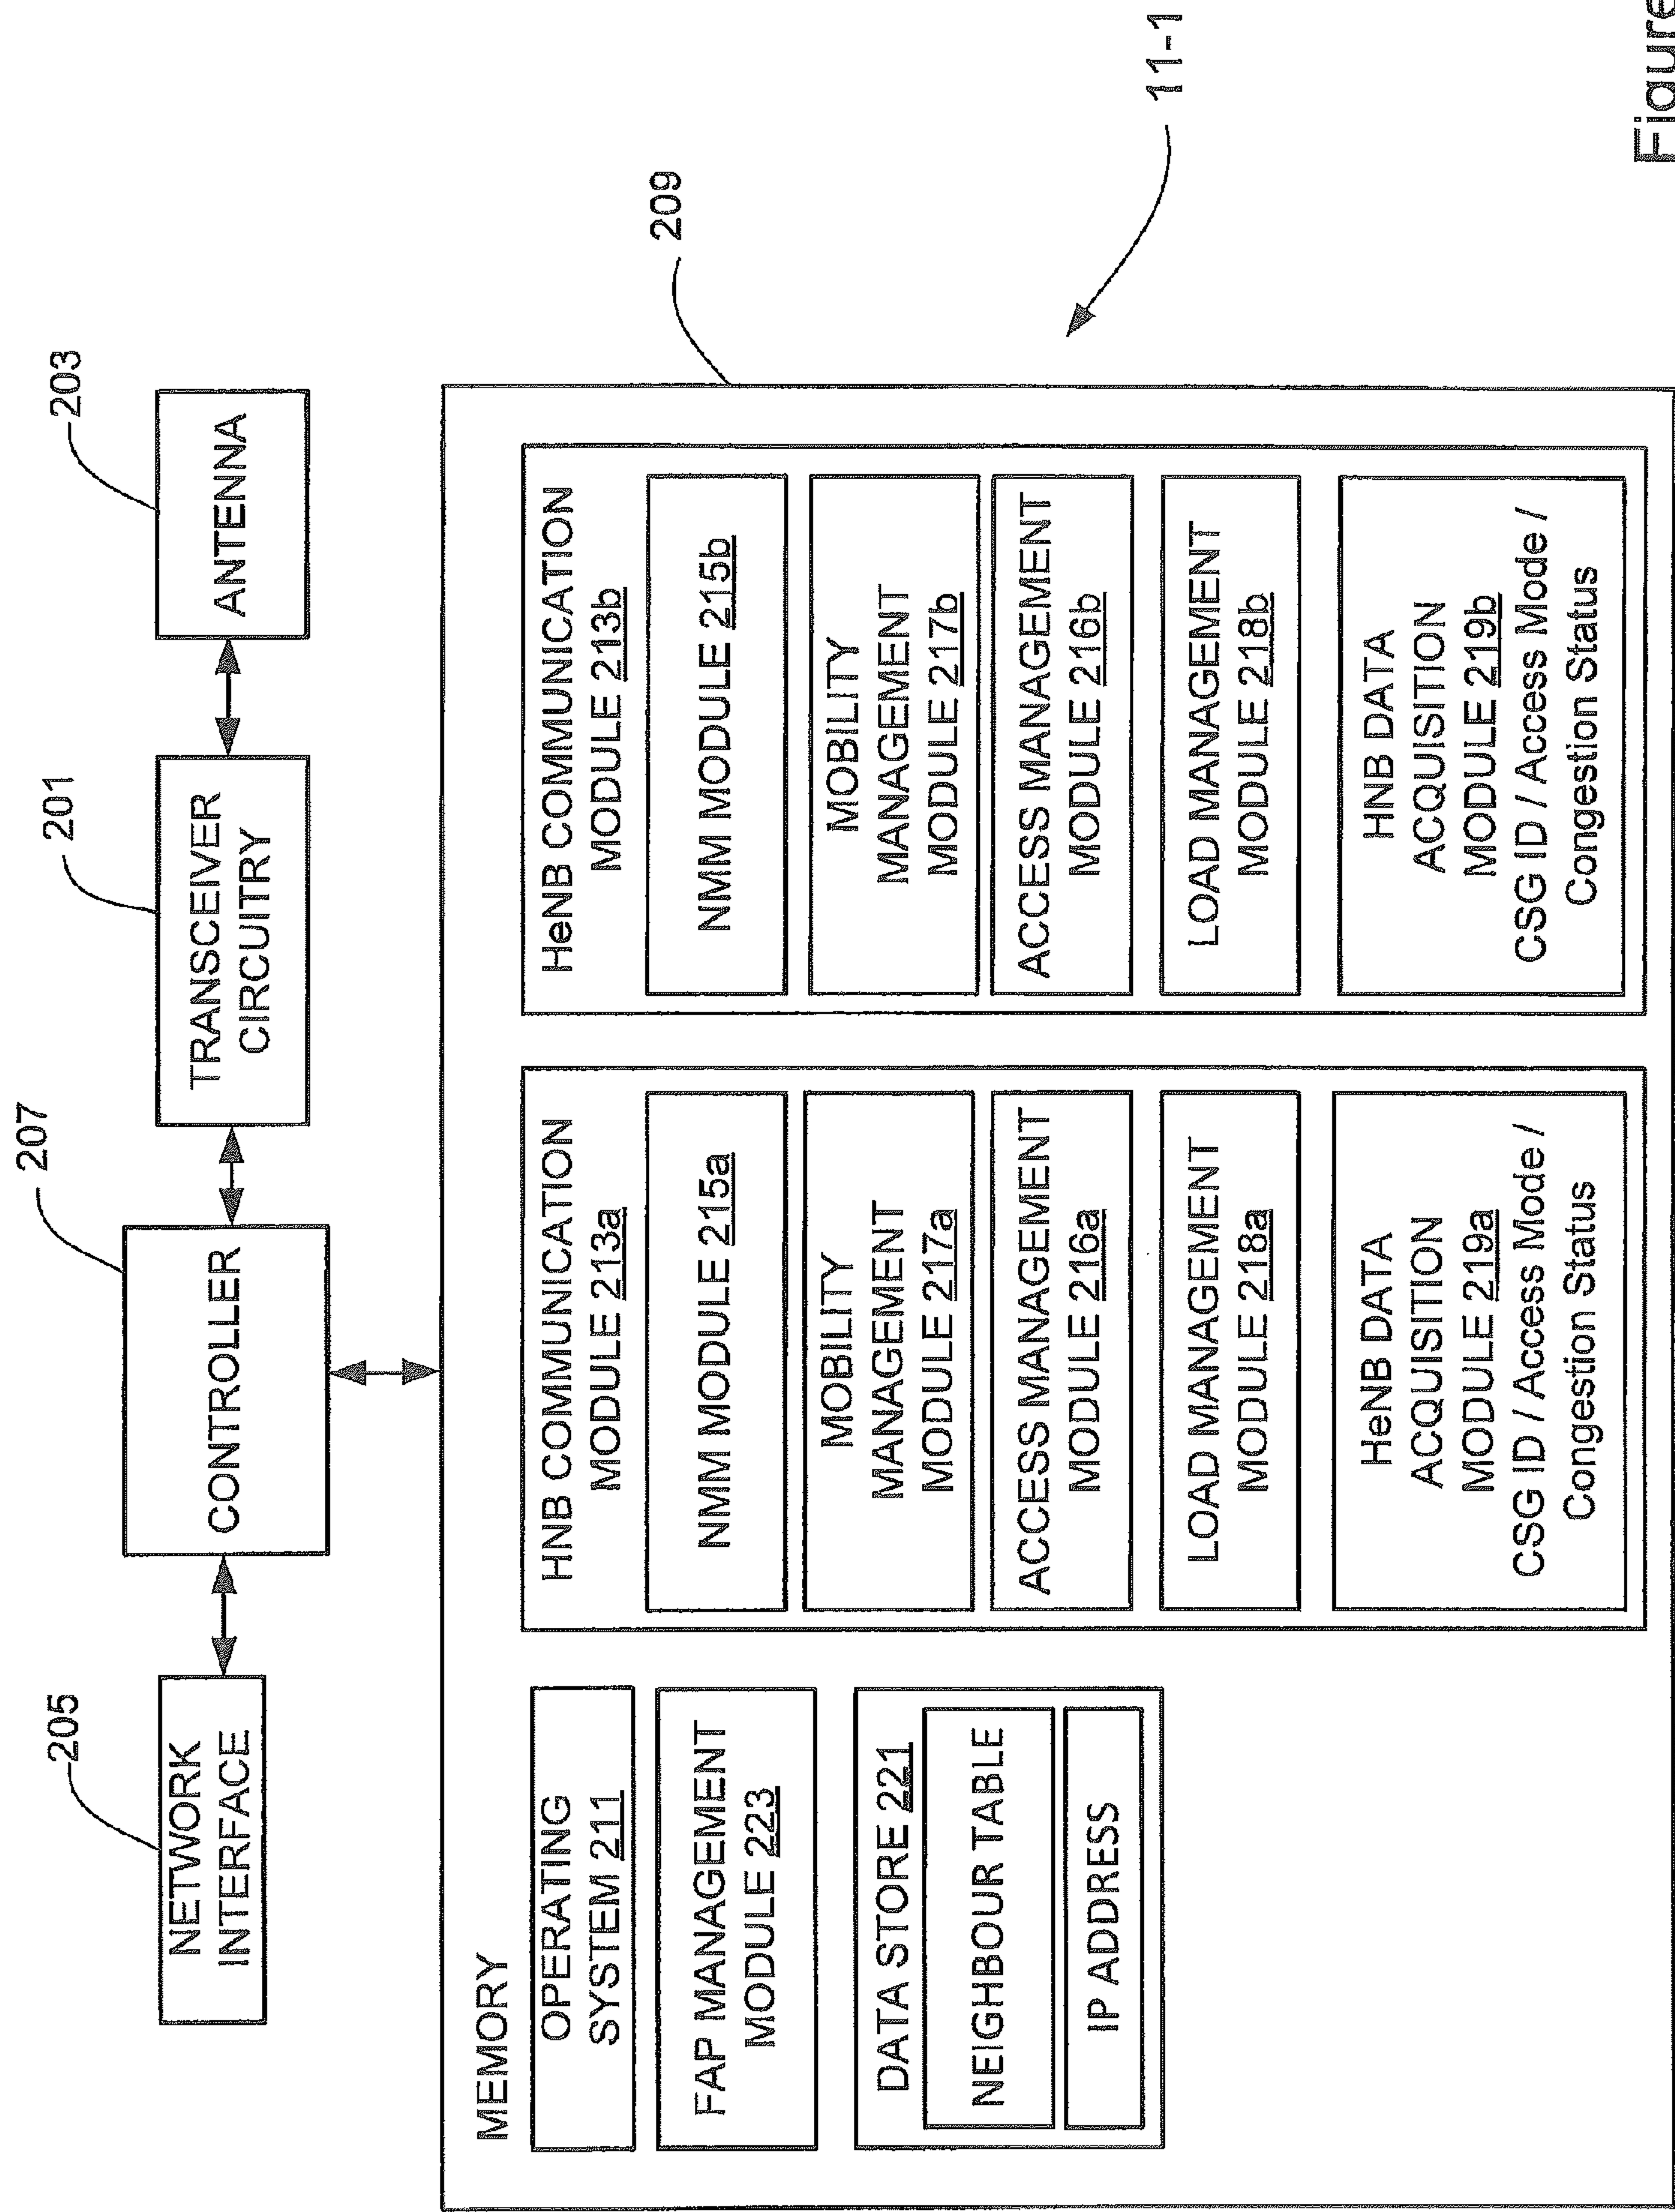 205
NETWORK
INTERFACE
207
CONTROLLER
201
TRANSCEIVER
CIRCUITRY
203
ANTENNA
209
MEMORY
OPERATING
SYSTEM 211
FAP MANAGEMENT
MODULE 223
DATA STORE 221
NEIGHBOUR TABLE
IP ADDRESS
HNB COMMUNICATION
MODULE 213a
NMM MODULE 215a
MOBILITY
MANAGEMENT
MODULE 217a
ACCESS MANAGEMENT
MODULE 216a
LOAD MANAGEMENT
MODULE 218a
HeNB DATA
ACQUISITION
MODULE 219a
CSG ID / Access Mode /
Congestion Status
HeNB COMMUNICATION
MODULE 213b
NMM MODULE 215b
MOBILITY
MANAGEMENT
MODULE 217b
ACCESS MANAGEMENT
MODULE 216b
LOAD MANAGEMENT
MODULE 218b
HNB DATA
ACQUISITION
MODULE 219b
CSG ID / Access Mode /
Congestion Status
11-1
Figure